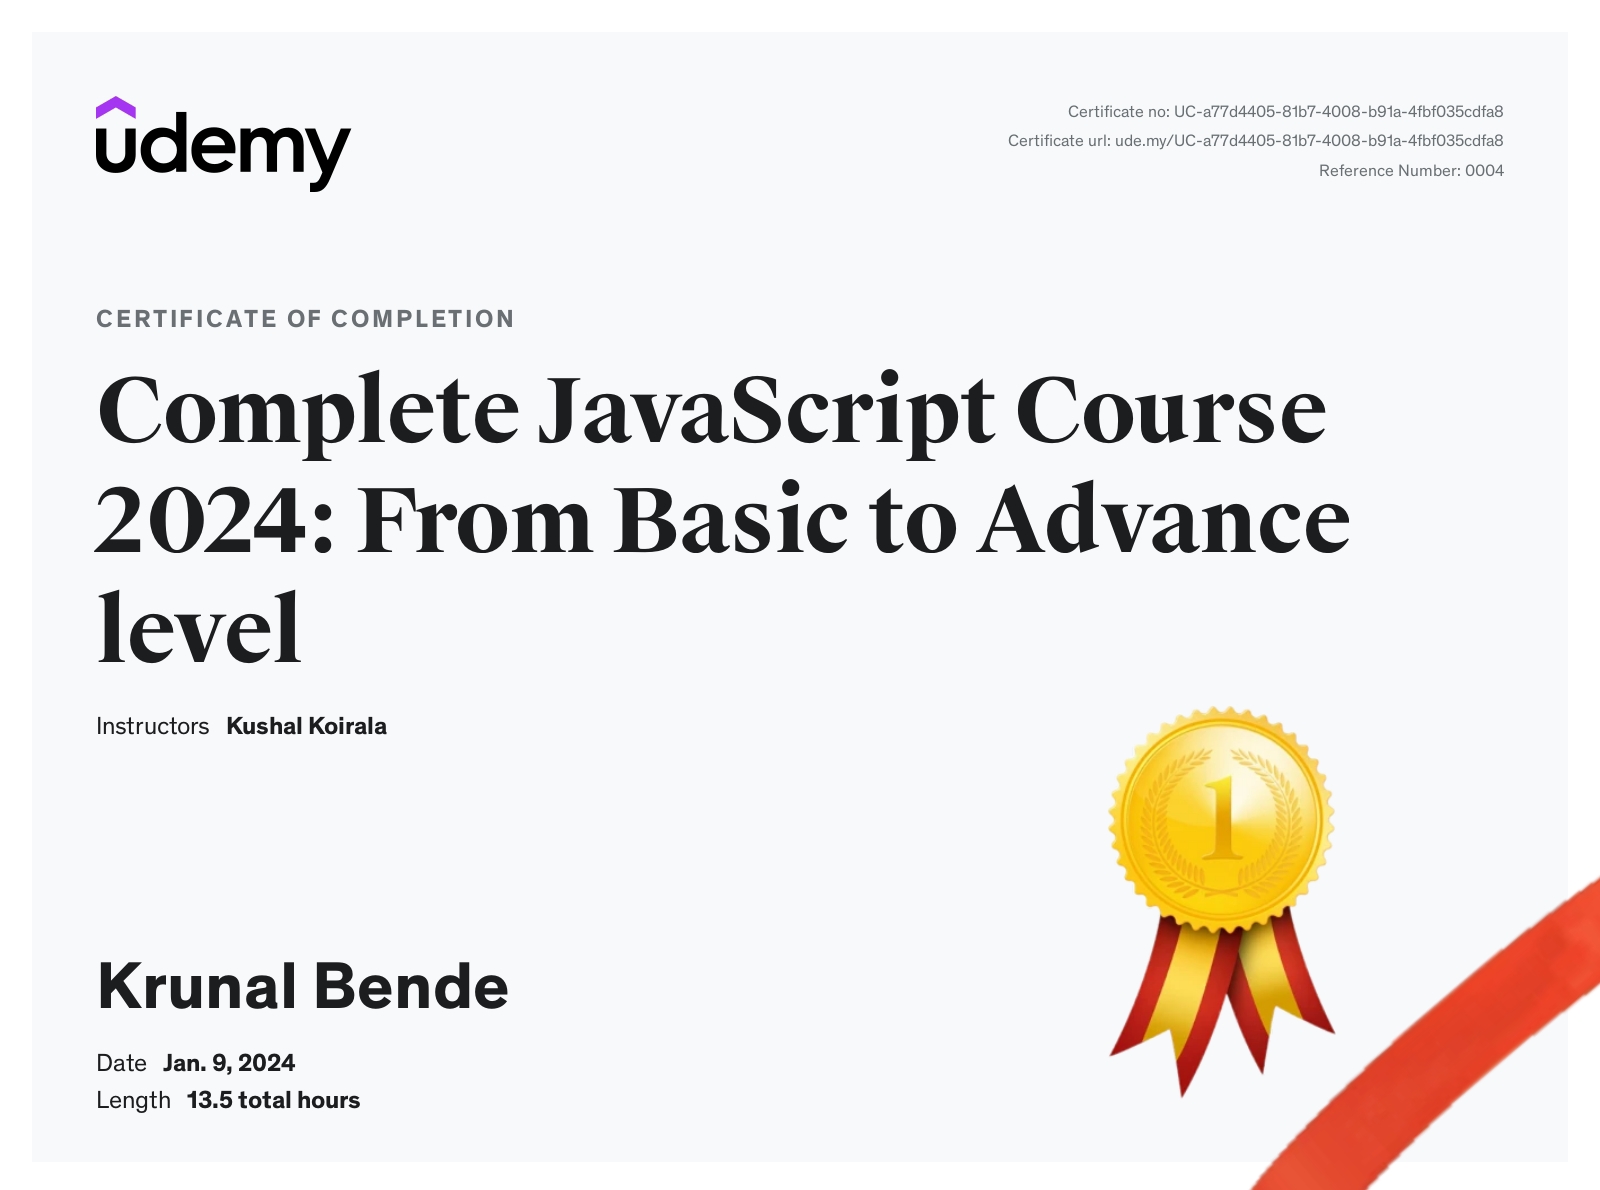 udemy
Certificate no: UC-a77d4405-81b7-4008-b91a-4fbf035cdfa8
Certificate url: ude.my/UC-a77d4405-81b7-4008-b91a-4fbf035cdfa8
Reference Number: 0004
CERTIFICATE OF COMPLETION
Complete JavaScript Course
2024: From Basic to Advance
level
Instructors Kushal Koirala
1
Krunal Bende
Date Jan. 9, 2024
Length 13.5 total hours